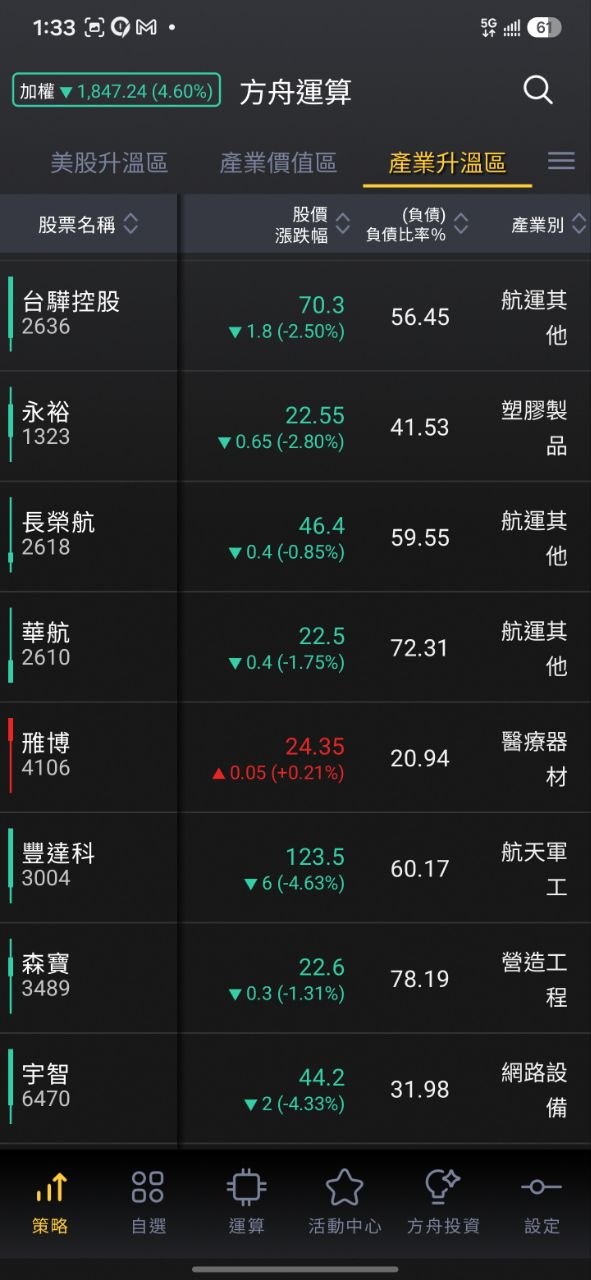 1:33
5G
61
加權▼1,847.24 (4.60%)
方舟運算
美股升溫區
產業價值區
產業升溫區
股票名稱
股價
漲跌幅
(負債)
負債比率%
產業別
台驊控股
2636
70.3
▼1.8 (-2.50%)
56.45
航運其
他
永裕
1323
22.55
▼0.65 (-2.80%)
41.53
塑膠製
品
長榮航
2618
46.4
▼0.4 (-0.85%)
59.55
航運其
他
華航
2610
22.5
▼0.4 (-1.75%)
72.31
航運其
他
雃博
4106
24.35
▲0.05 (+0.21%)
20.94
醫療器
材
豐達科
3004
123.5
▼6 (-4.63%)
60.17
航天軍
工
森寶
3489
22.6
▼0.3 (-1.31%)
78.19
營造工
程
宇智
6470
44.2
▼2 (-4.33%)
31.98
網路設
備
策略
自選
運算
活動中心
方舟投資
設定